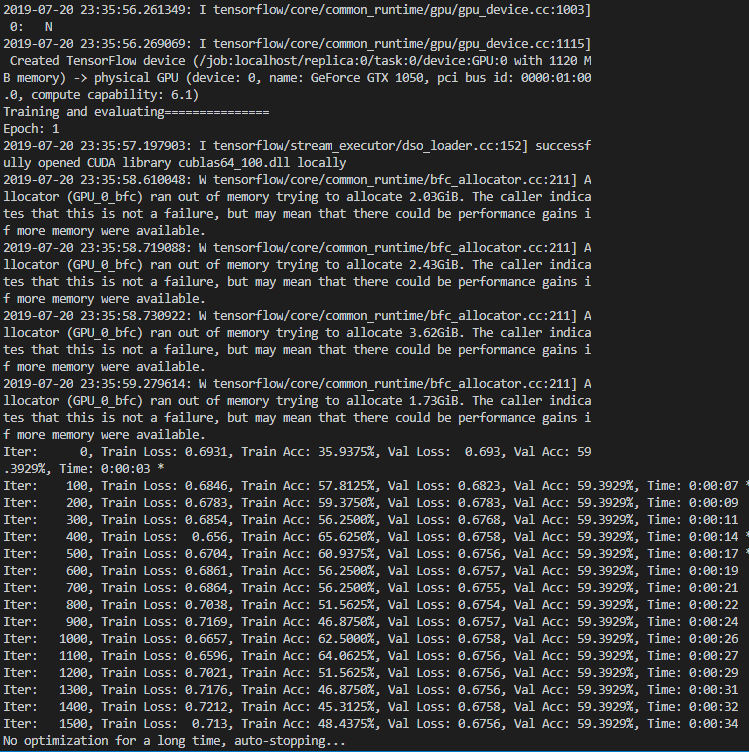 2019-07-20 23:35:56.261349: I tensorflow/core/common_runtime/gpu/gpu_device.cc:1003]
 0:   N
2019-07-20 23:35:56.269069: I tensorflow/core/common_runtime/gpu/gpu_device.cc:1115]
 Created TensorFlow device (/job:localhost/replica:0/task:0/device:GPU:0 with 1120 M
B memory) -> physical GPU (device: 0, name: GeForce GTX 1050, pci bus id: 0000:01:00
.0, compute capability: 6.1)
Training and evaluating===============
Epoch: 1
2019-07-20 23:35:57.197903: I tensorflow/stream_executor/dso_loader.cc:152] successf
ully opened CUDA library cublas64_100.dll locally
2019-07-20 23:35:58.610048: W tensorflow/core/common_runtime/bfc_allocator.cc:211] A
llocator (GPU_0_bfc) ran out of memory trying to allocate 2.03GiB. The caller indica
tes that this is not a failure, but may mean that there could be performance gains i
f more memory were available.
2019-07-20 23:35:58.719088: W tensorflow/core/common_runtime/bfc_allocator.cc:211] A
llocator (GPU_0_bfc) ran out of memory trying to allocate 2.43GiB. The caller indica
tes that this is not a failure, but may mean that there could be performance gains i
f more memory were available.
2019-07-20 23:35:58.730922: W tensorflow/core/common_runtime/bfc_allocator.cc:211] A
llocator (GPU_0_bfc) ran out of memory trying to allocate 3.62GiB. The caller indica
tes that this is not a failure, but may mean that there could be performance gains i
f more memory were available.
2019-07-20 23:35:59.279614: W tensorflow/core/common_runtime/bfc_allocator.cc:211] A
llocator (GPU_0_bfc) ran out of memory trying to allocate 1.73GiB. The caller indica
tes that this is not a failure, but may mean that there could be performance gains i
f more memory were available.
Iter:      0, Train Loss: 0.6931, Train Acc: 35.9375%, Val Loss:  0.693, Val Acc: 59
.3929%, Time: 0:00:03 *
Iter:    100, Train Loss: 0.6846, Train Acc: 57.8125%, Val Loss: 0.6823, Val Acc: 59.3929%, Time: 0:00:07 *
Iter:    200, Train Loss: 0.6783, Train Acc: 59.3750%, Val Loss: 0.6783, Val Acc: 59.3929%, Time: 0:00:09
Iter:    300, Train Loss: 0.6854, Train Acc: 56.2500%, Val Loss: 0.6768, Val Acc: 59.3929%, Time: 0:00:11
Iter:    400, Train Loss:  0.656, Train Acc: 65.6250%, Val Loss: 0.6758, Val Acc: 59.3929%, Time: 0:00:14 *
Iter:    500, Train Loss: 0.6704, Train Acc: 60.9375%, Val Loss: 0.6756, Val Acc: 59.3929%, Time: 0:00:17 *
Iter:    600, Train Loss: 0.6861, Train Acc: 56.2500%, Val Loss: 0.6757, Val Acc: 59.3929%, Time: 0:00:19
Iter:    700, Train Loss: 0.6864, Train Acc: 56.2500%, Val Loss: 0.6755, Val Acc: 59.3929%, Time: 0:00:21
Iter:    800, Train Loss: 0.7038, Train Acc: 51.5625%, Val Loss: 0.6754, Val Acc: 59.3929%, Time: 0:00:22
Iter:    900, Train Loss: 0.7169, Train Acc: 46.8750%, Val Loss: 0.6757, Val Acc: 59.3929%, Time: 0:00:24
Iter:   1000, Train Loss: 0.6657, Train Acc: 62.5000%, Val Loss: 0.6758, Val Acc: 59.3929%, Time: 0:00:26
Iter:   1100, Train Loss: 0.6596, Train Acc: 64.0625%, Val Loss: 0.6758, Val Acc: 59.3929%, Time: 0:00:27
Iter:   1200, Train Loss: 0.7021, Train Acc: 51.5625%, Val Loss: 0.6756, Val Acc: 59.3929%, Time: 0:00:29
Iter:   1300, Train Loss: 0.7176, Train Acc: 46.8750%, Val Loss: 0.6756, Val Acc: 59.3929%, Time: 0:00:31
Iter:   1400, Train Loss: 0.7212, Train Acc: 45.3125%, Val Loss: 0.6758, Val Acc: 59.3929%, Time: 0:00:32
Iter:   1500, Train Loss:  0.713, Train Acc: 48.4375%, Val Loss: 0.6756, Val Acc: 59.3929%, Time: 0:00:34
No optimization for a long time, auto-stopping...